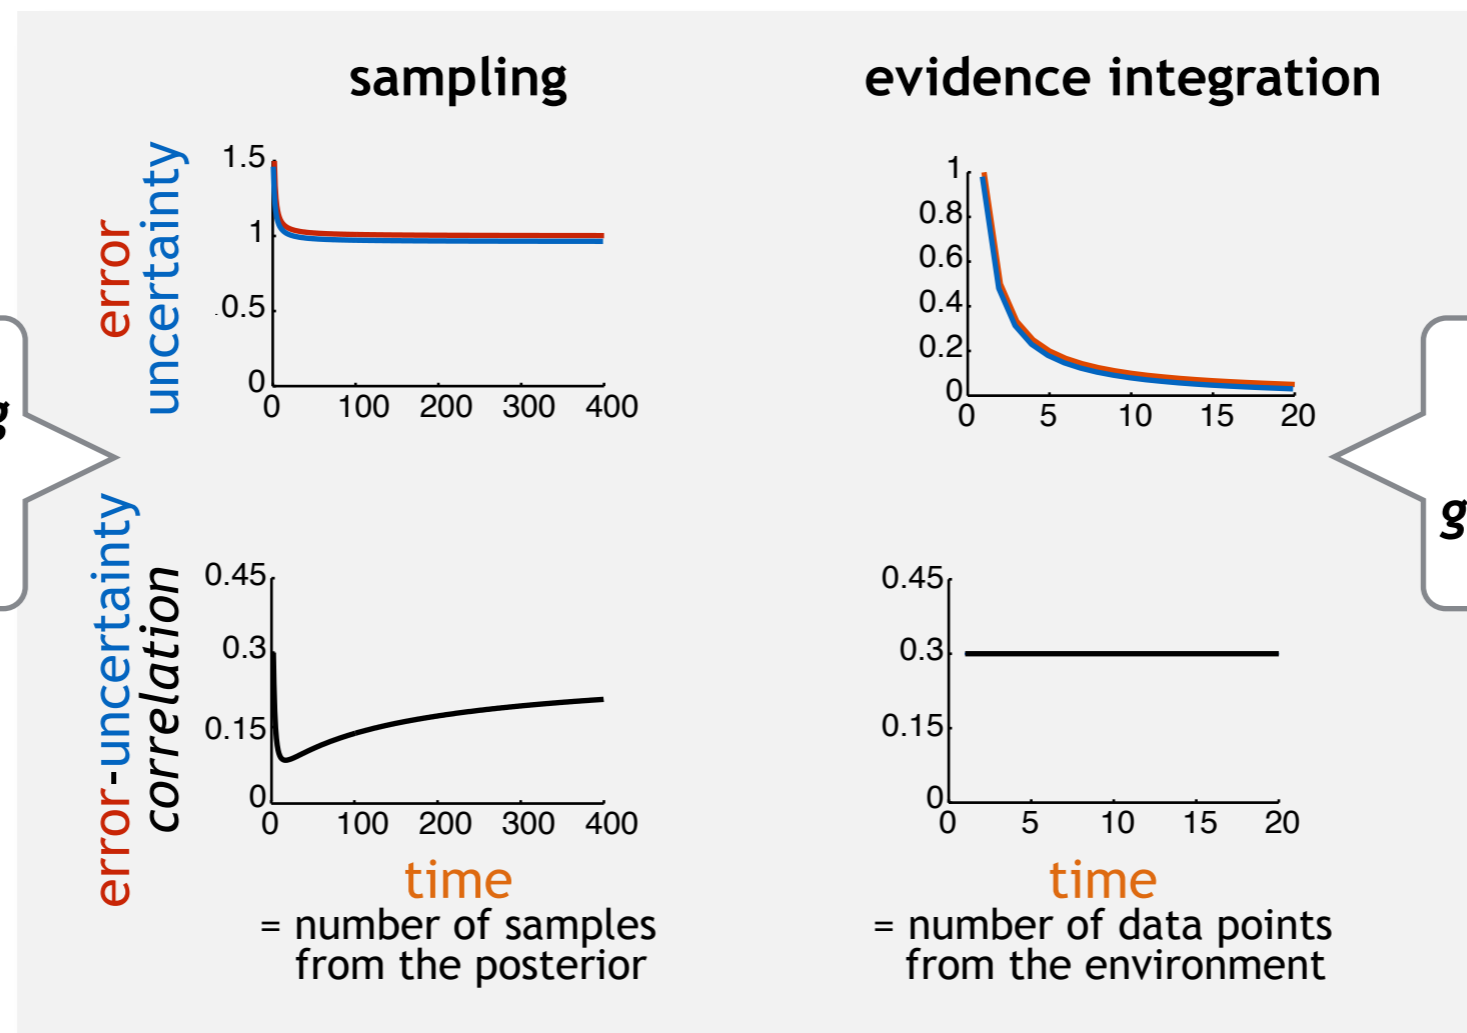 sampling
evidence integration
error
uncertainty
1.5
1
0.5
0
0 100 200 300 400
1
0.8
0.6
0.4
0.2
0
0 5 10 15 20
g
g
error-uncertainty
correlation
0.45
0.3
0.15
0
0 100 200 300 400
0.45
0.3
0.15
0
0 5 10 15 20
time
= number of samples
from the posterior
time
= number of data points
from the environment